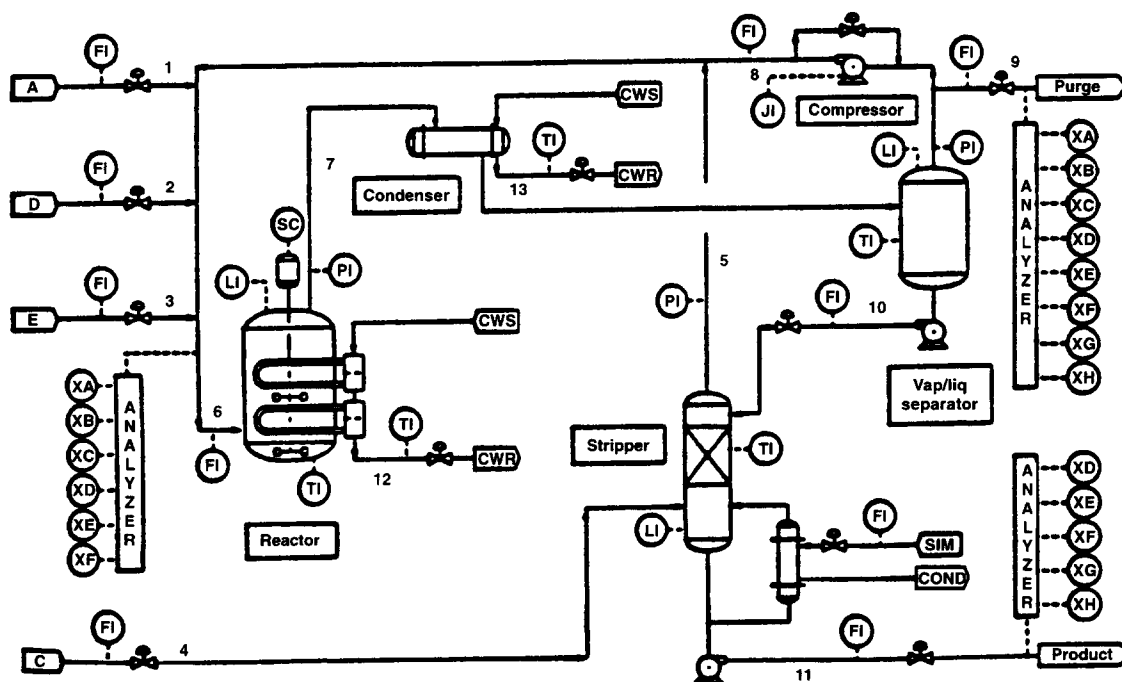 FI
FI
FI
8
9
1
A
CWS
JI
Compressor
Purge
7
TI
13
CWR
LI
PI
XA
XB
XC
XD
XE
XF
XG
XH
ANALYZER
Fi
2
D
Condenser
SC
TI
LI
PI
5
FI
3
E
CWS
PI
FI
10
Vap/liq
separator
XA
XB
XC
XD
XE
XF
ANALYZER
6
FI
TI
TI
12
CWR
Reactor
Stripper
TI
LI
FI
SIM
COND
XD
XE
XF
XG
XH
ANALYZER
FI
4
C
FI
11
Product